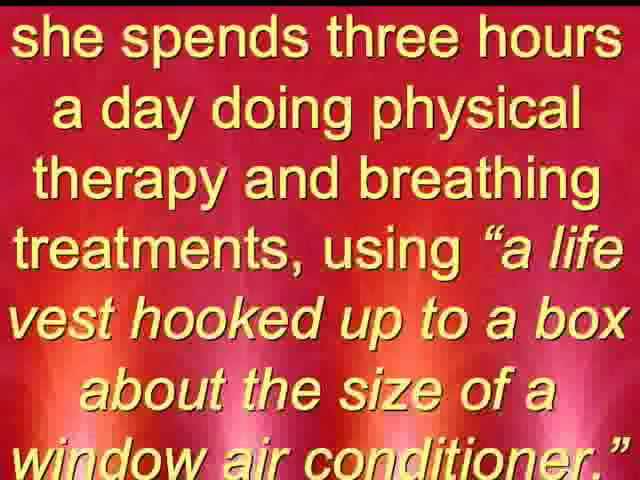 she spends three hours
a day doing physical
therapy and breathing
treatments, using “a life
vest hooked up to a box
about the size of a
window air conditioner.”